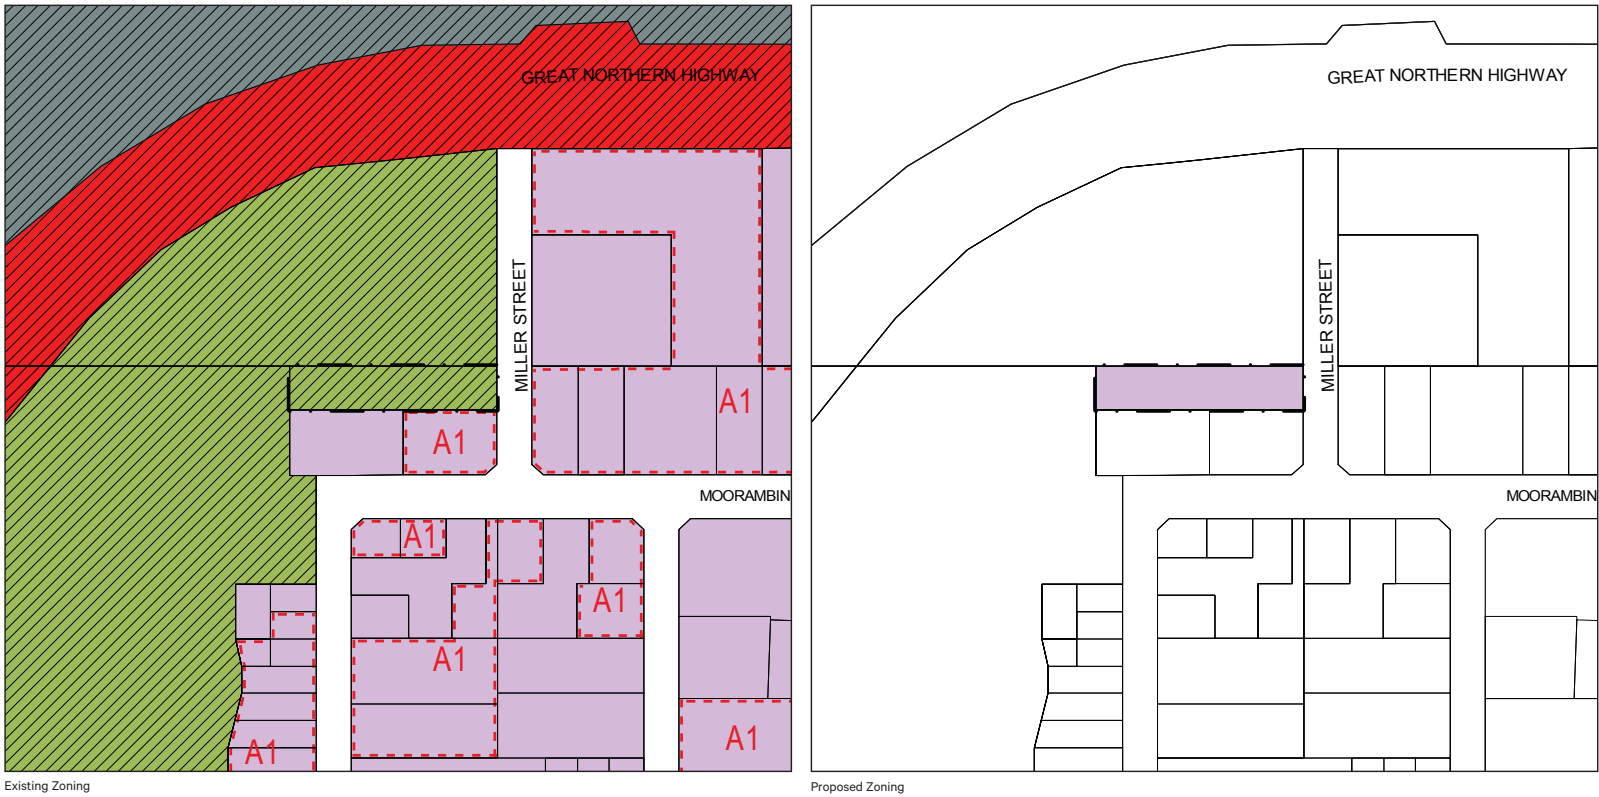 GREAT NORTHERN HIGHWAY
MILLER STREET
A1
A1
MOORAMBIN
A1
A1
A1
A1
A1
Existing Zoning
GREAT NORTHERN HIGHWAY
MILLER STREET
MOORAMBIN
Proposed Zoning